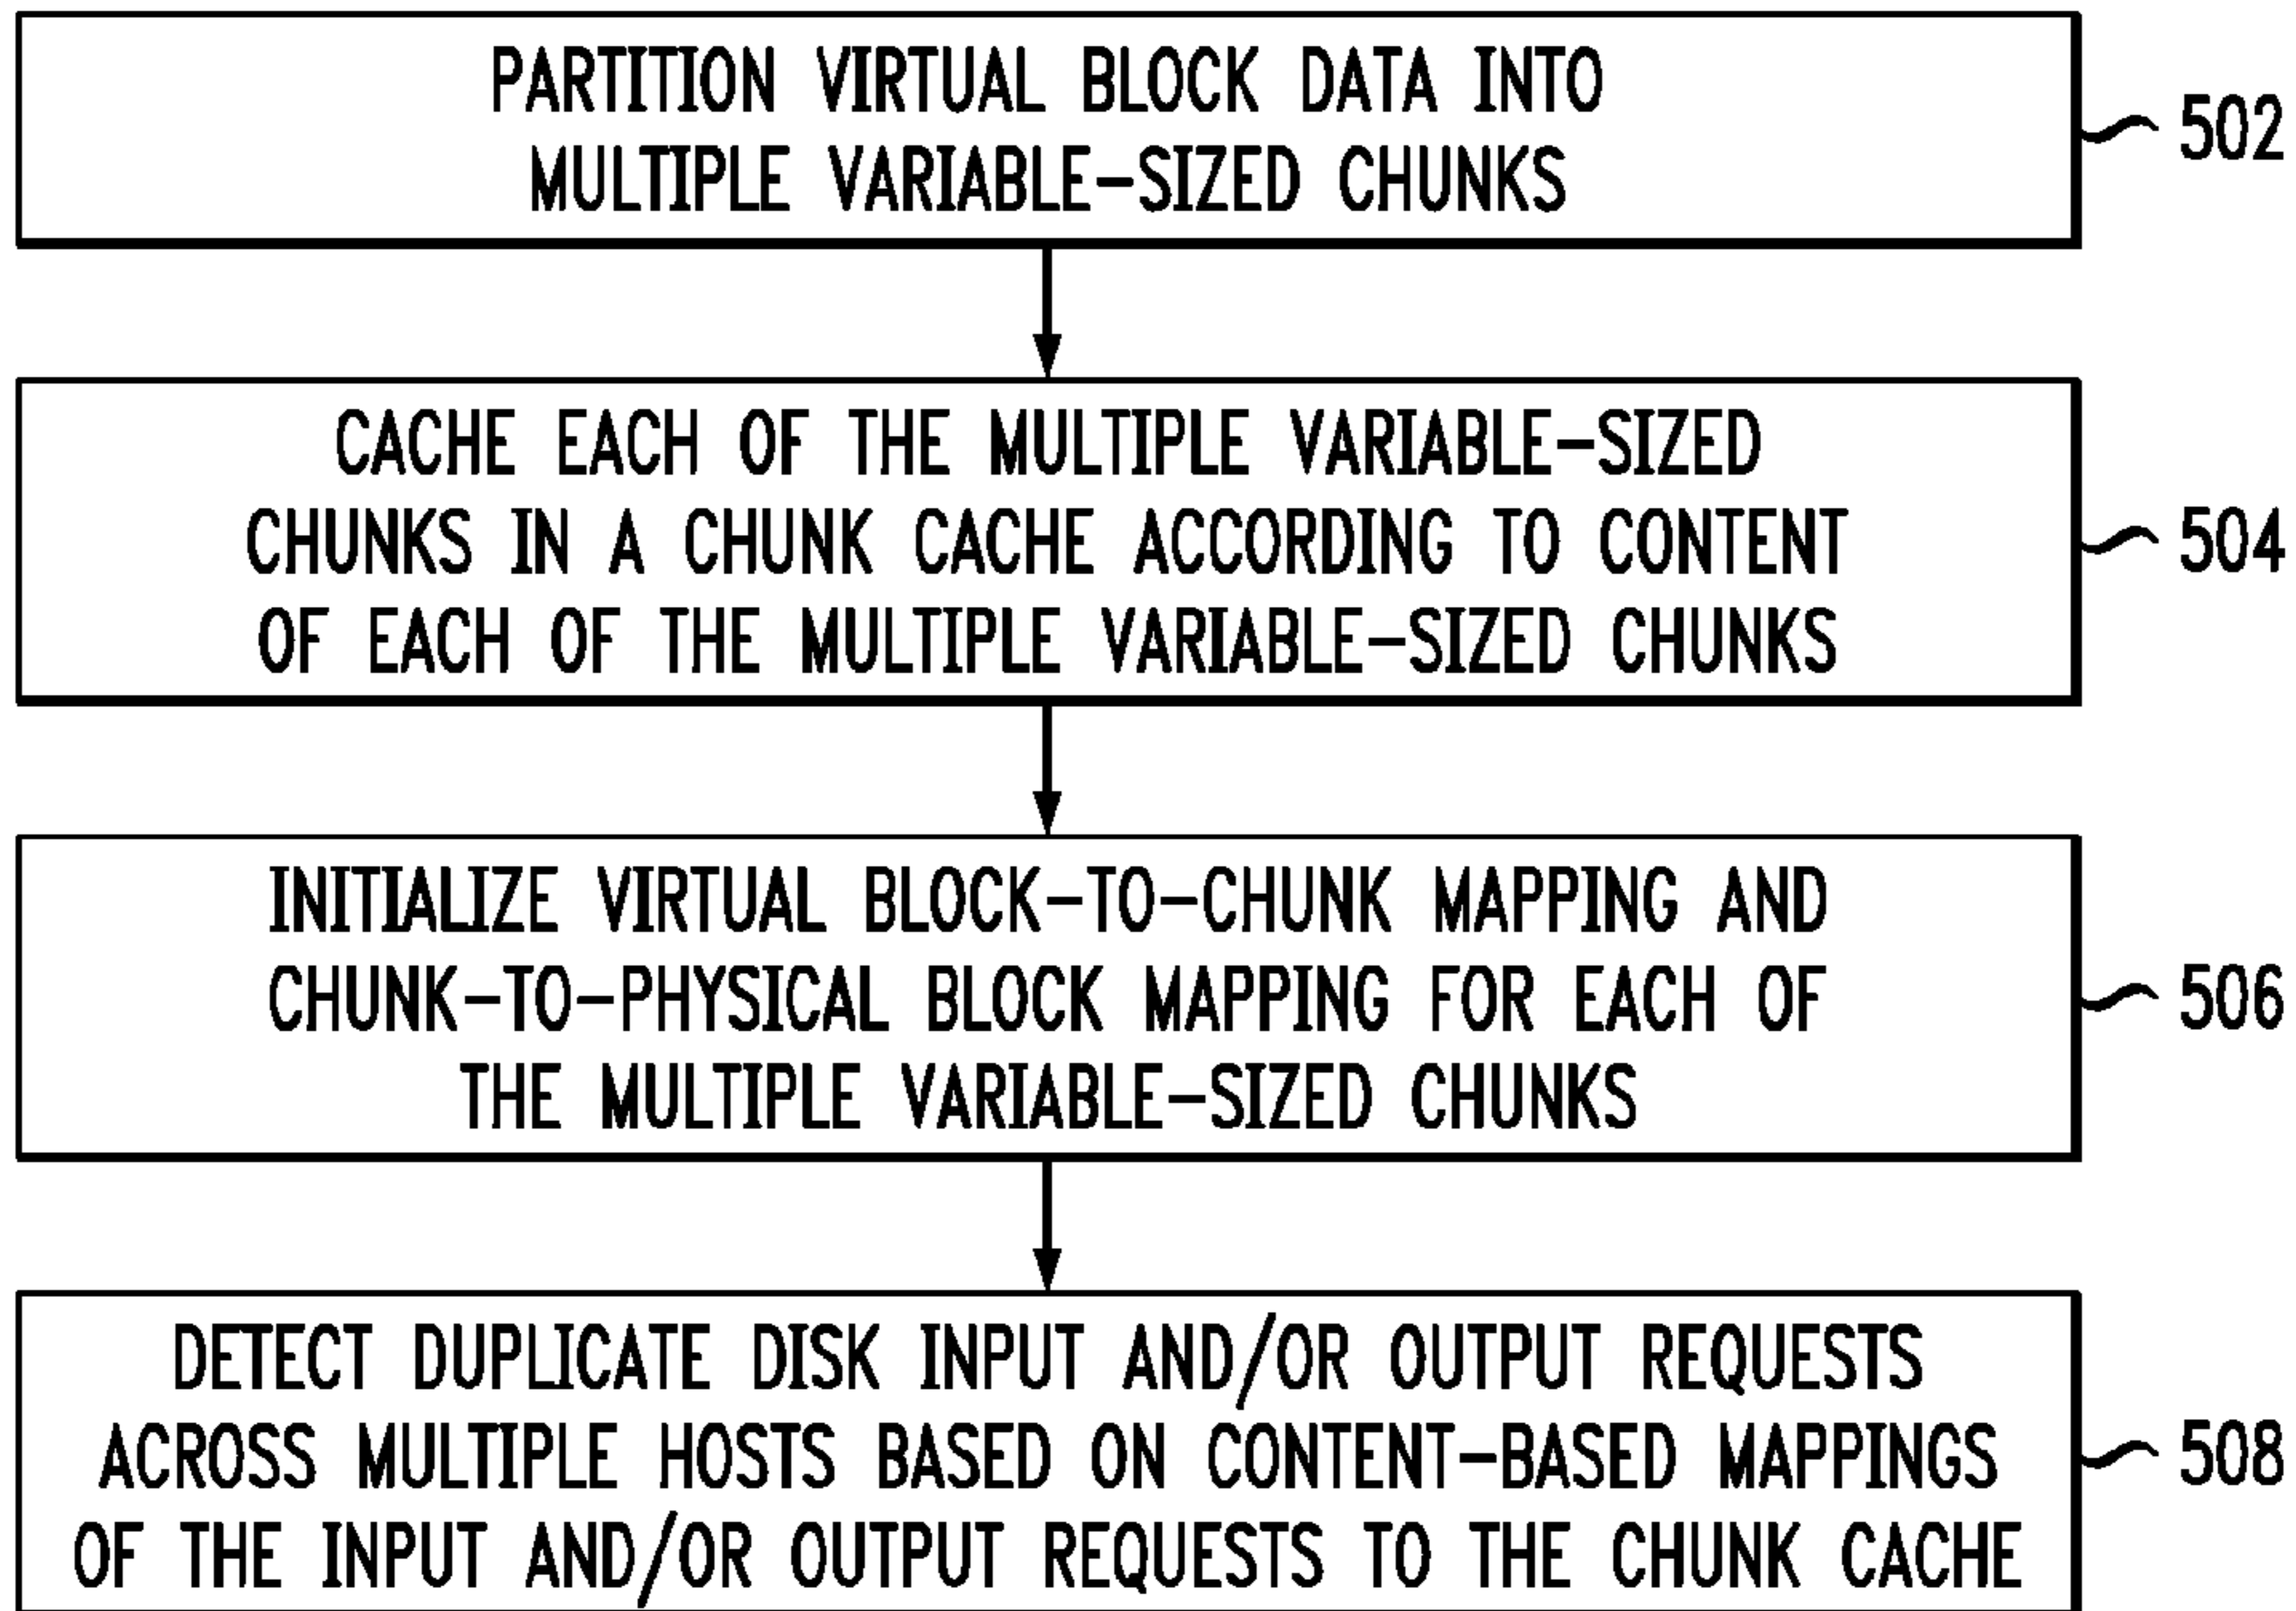 PARTITION VIRTUAL BLOCK DATA INTO
MULTIPLE VARIABLE-SIZED CHUNKS
502
CACHE EACH OF THE MULTIPLE VARIABLE-SIZED
CHUNKS IN A CHUNK CACHE ACCORDING TO CONTENT
OF EACH OF THE MULTIPLE VARIABLE-SIZED CHUNKS
504
INITIALIZE VIRTUAL BLOCK-TO-CHUNK MAPPING AND
CHUNK-TO-PHYSICAL BLOCK MAPPING FOR EACH OF
THE MULTIPLE VARIABLE-SIZED CHUNKS
506
DETECT DUPLICATE DISK INPUT AND/OR OUTPUT REQUESTS
ACROSS MULTIPLE HOSTS BASED ON CONTENT-BASED MAPPINGS
OF THE INPUT AND/OR OUTPUT REQUESTS TO THE CHUNK CACHE
508